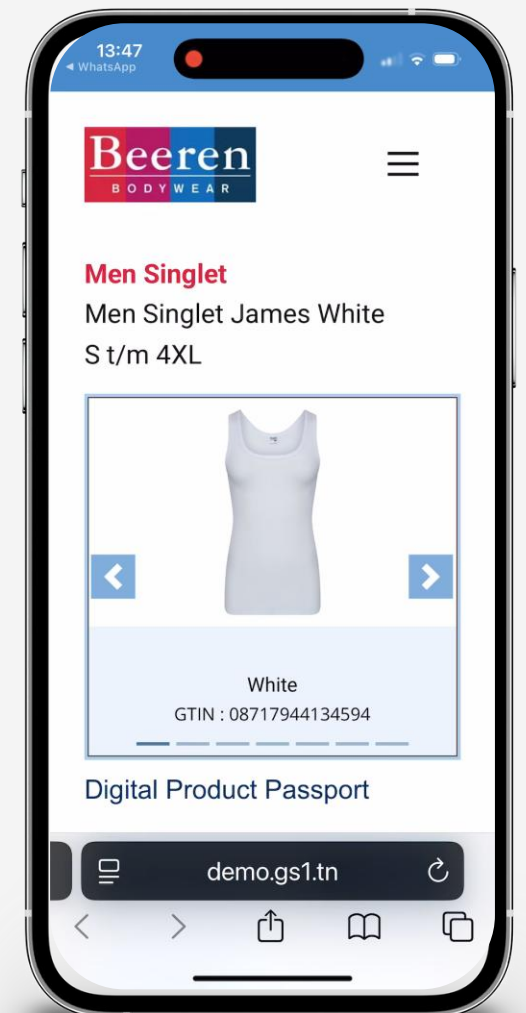 13:47
WhatsApp
Beeren
BODYWEAR
Men Singlet
Men Singlet James White
S t/m 4XL
White
GTIN : 08717944134594
Digital Product Passport
demo.gs1.tn